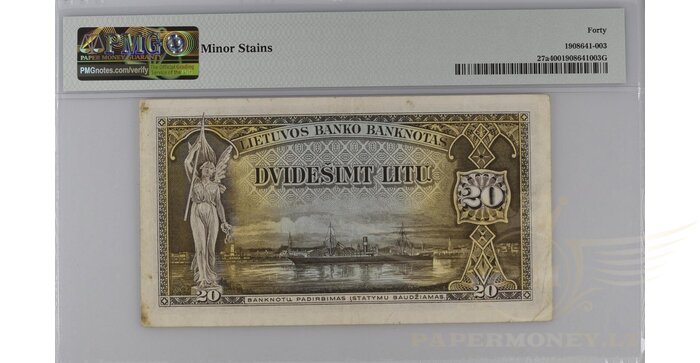 PMG
PAPER MONEY GUARANTY
PMGnotes.com/verify
Minor Stains
Forty
1908641-003
27a4001908641003G
LIETUVOS BANKO BANKNOTAS
DVIDEŠIMT LITŲ
20
20
20
BANKNOTŲ PADIRBIMAS ĮSTATYMU BAUDŽIAMAS
PAPERMONEY.LT